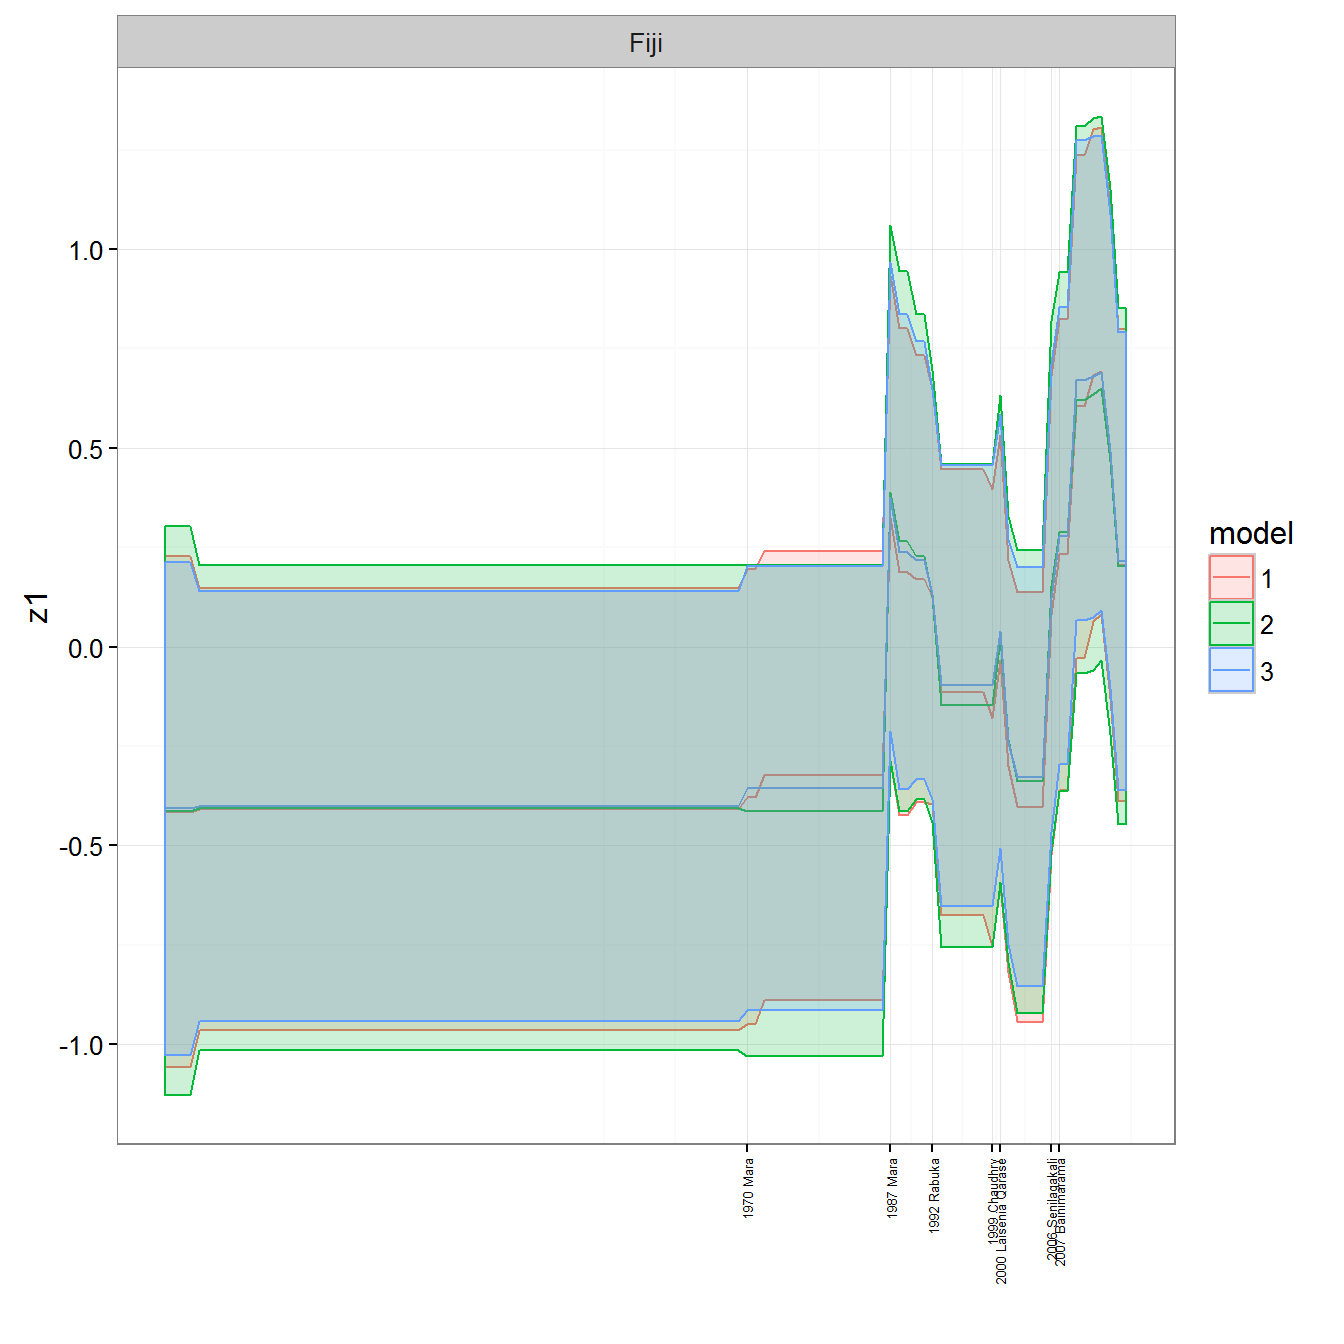 Fiji
z1
1.0
0.5
0.0
-0.5
-1.0
model
1
2
3
1970 Mara
1987 Mara
1992 Rabuka
1999 Chaudhry
2000 Laisenia Qarase
2006 Senilagakali
2007 Bainimarama